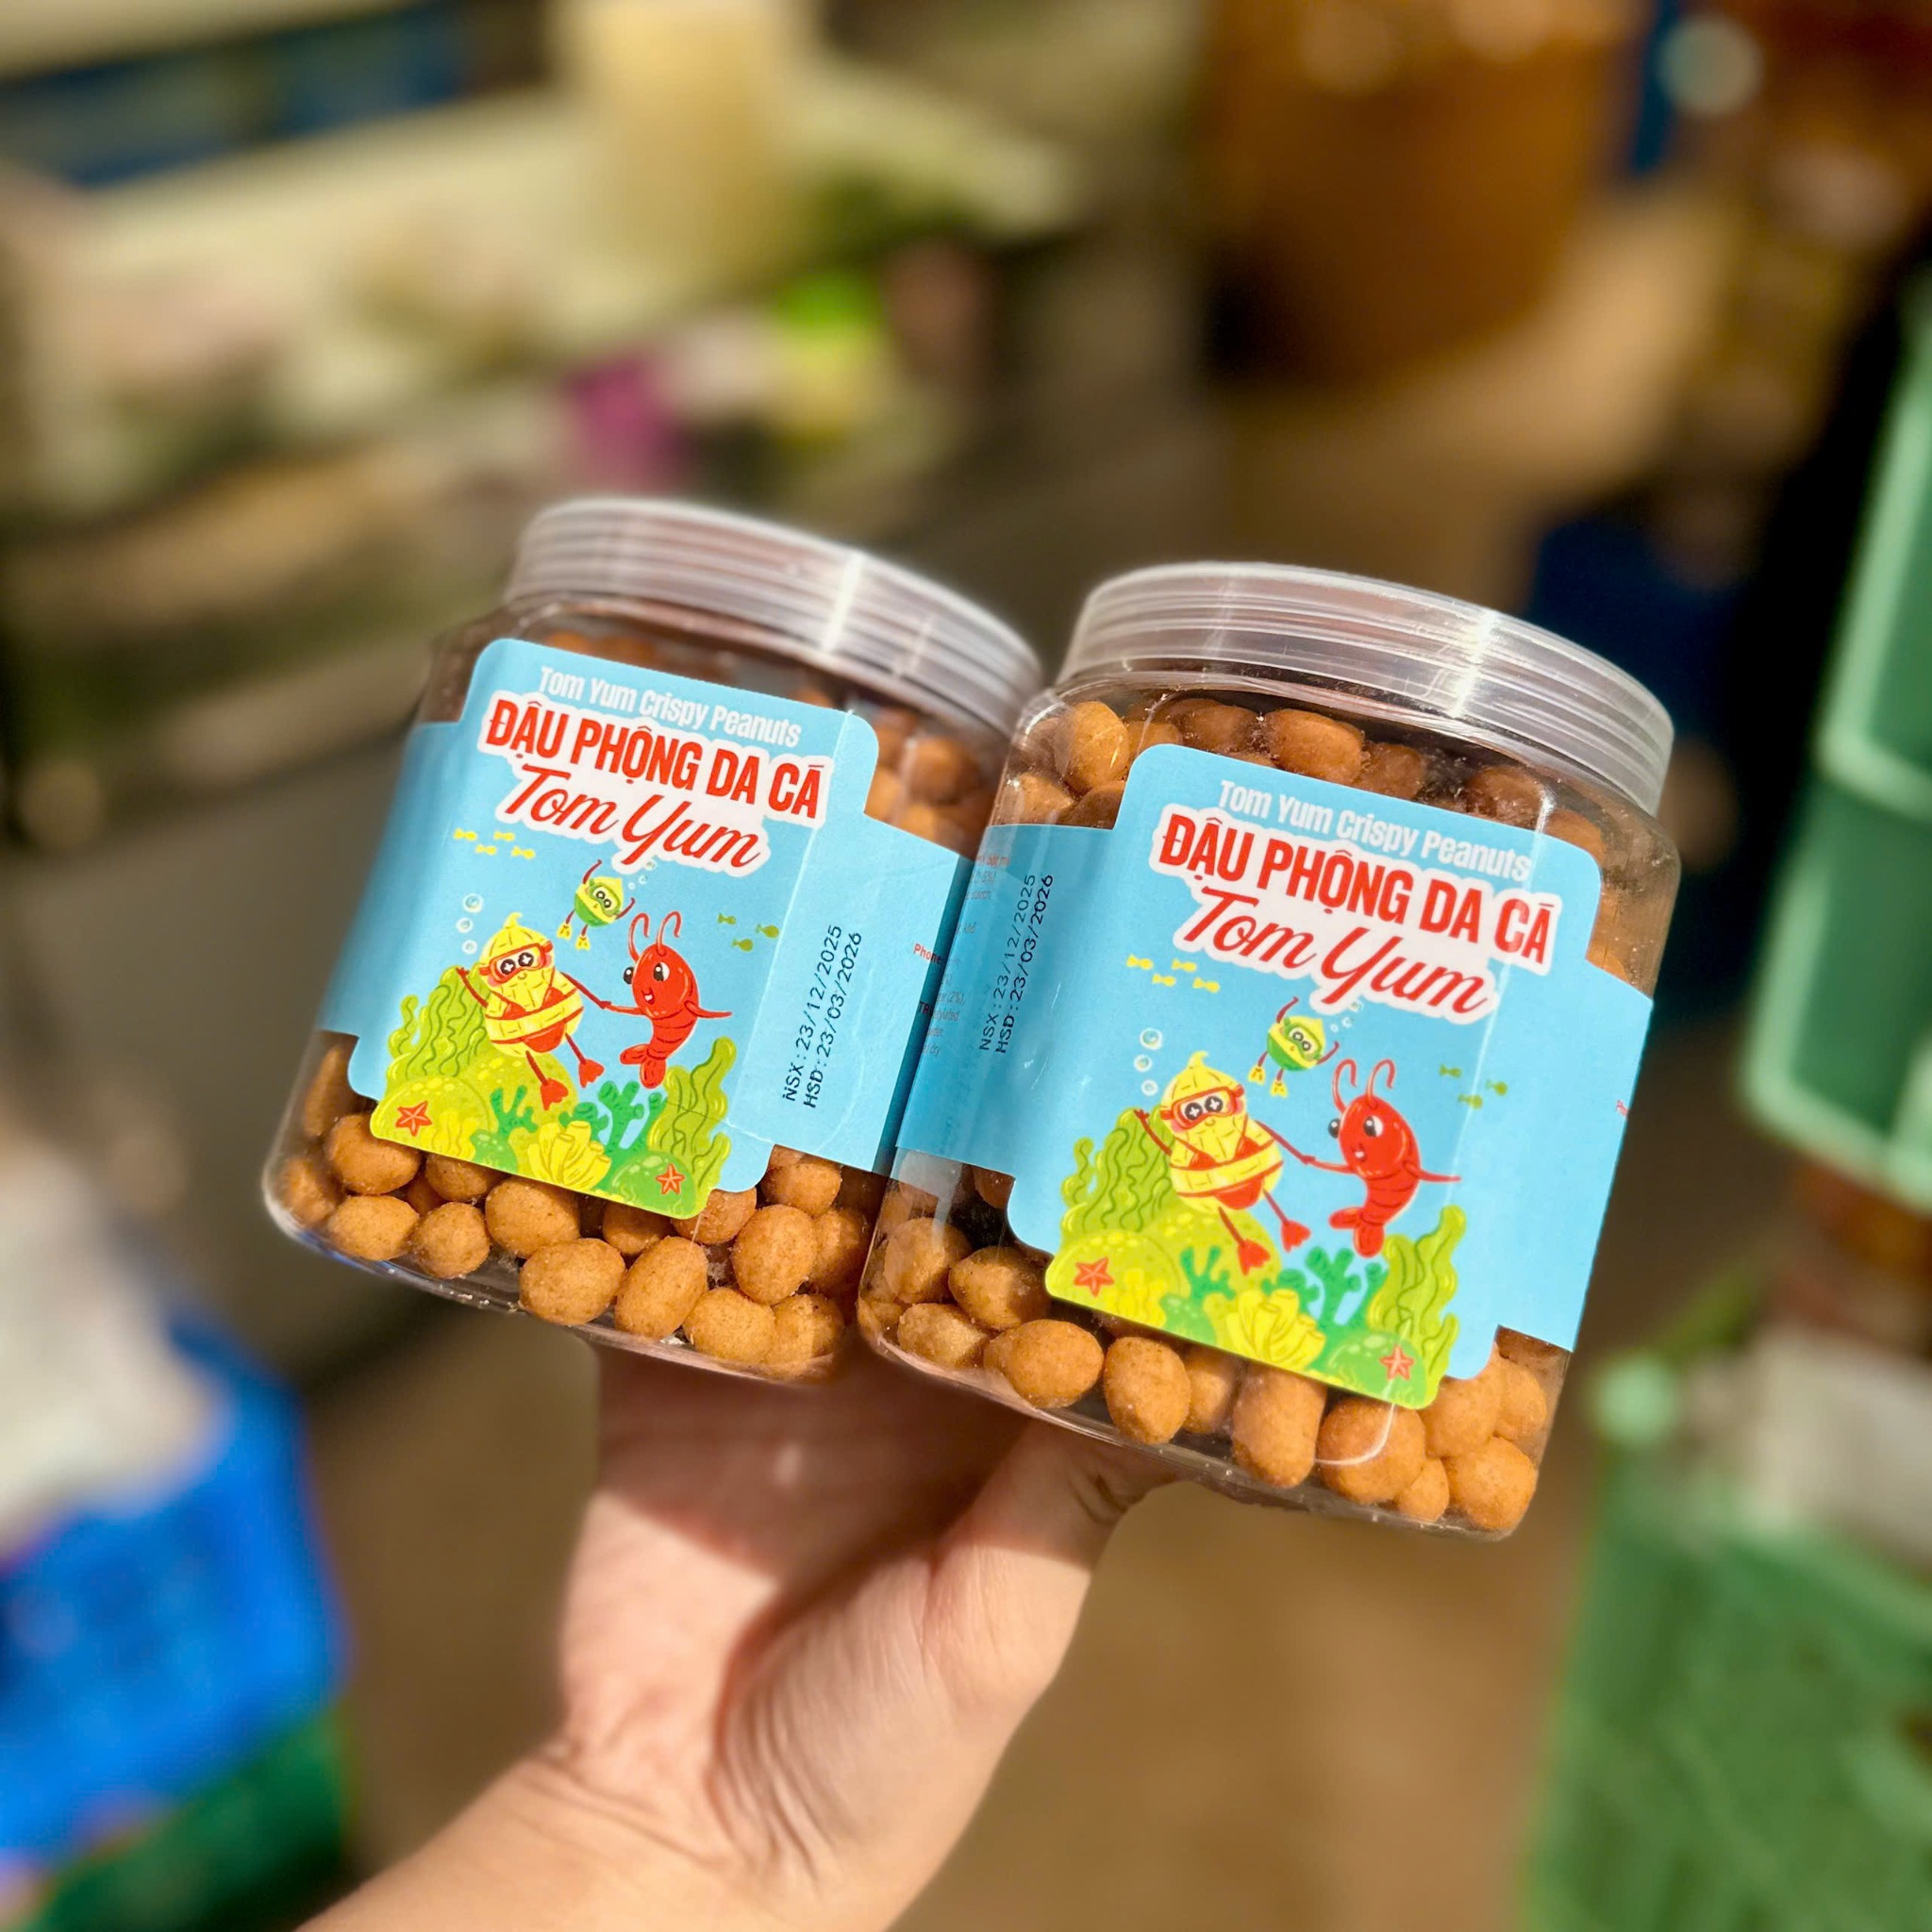 Tom Yum Crispy Peanuts
ĐẬU PHỘNG DA CÁ
Tom Yum
NSX:23/12/2025
HSD:23/03/2026
Tom Yum Crispy Peanuts
ĐẬU PHỘNG DA CÁ
Tom Yum
NSX:23/12/2025
HSD:23/03/2026